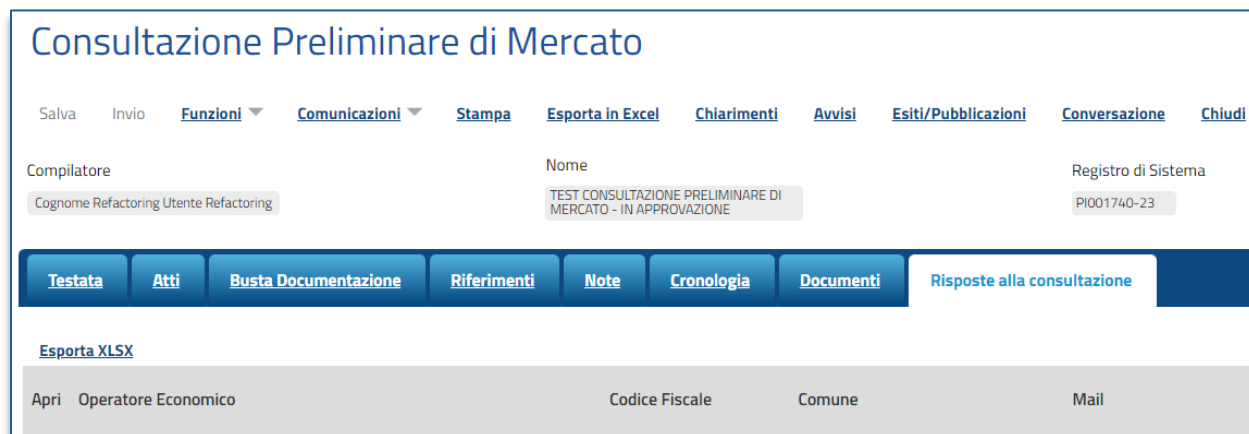 Consultazione Preliminare di Mercato
Salva Invio Funzioni Comunicazioni Stampa Esporta in Excel Chiarimenti Avvisi Esiti/Pubblicazioni Conversazione Chiudi
Compilatore Nome Registro di Sistema
Cognome Refactoring Utente Refactoring TEST CONSULTAZIONE PRELIMINARE DI PI001740-23
MERCATO - IN APPROVAZIONE
Testata Atti Busta Documentazione Riferimenti Note Cronologia Documenti Risposte alla consultazione
Esporta XLSX
Apri Operatore Economico Codice Fiscale Comune Mail